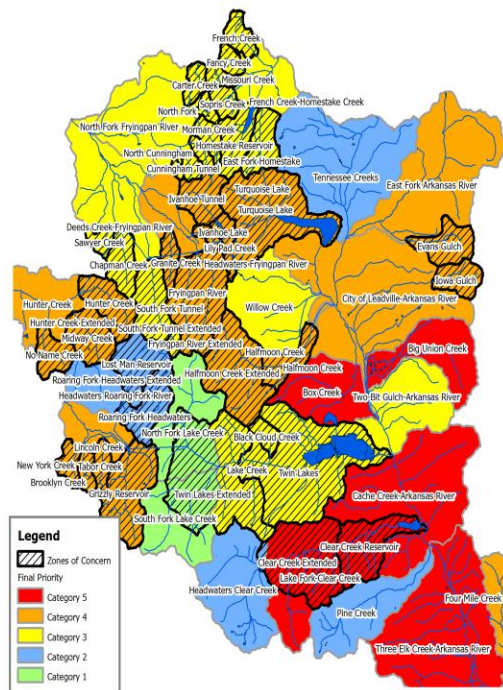 French Creek
Fancy Creek
Missouri Creek
Carter Creek
Sopris Creek
French Creek-Homestake Creek
North Fork
North Fork Fryingpan River
Morman Creek
Homestake Reservoir
North Cunningham
East Fork-Homestake
Cunningham Tunnel
Tennessee Creeks
East Fork Arkansas River
Ivanhoe Tunnel
Turquoise Lake
Turquoise Lake
Deeds Creek-Fryingpan River
Ivanhoe Lake
Sawyer Creek
Lily Pad Creek
Evans Gulch
Chapman Creek
Granite Creek
Headwaters-Fryingpan River
Iowa Gulch
Hunter Creek
Hunter Creek
Fryingpan River
City of Leadville-Arkansas River
South Fork Tunnel
Willow Creek
Hunter Creek Extended
South Fork Tunnel Extended
Midway Creek
Fryingpan River Extended
Big Union Creek
No Name Creek
Lost Man Reservoir
Halfmoon Creek
Roaring Fork-Headwaters Extended
Halfmoon Creek Extended
Halfmoon Creek
Headwaters Roaring Fork River
Box Creek
Two Bit Gulch-Arkansas River
Roaring Fork-Headwaters
North Fork Lake Creek
Black Cloud Creek
Lincoln Creek
New York Creek
Tabor Creek
Lake Creek
Twin Lakes
Brooklyn Creek
Grizzly Reservoir
Twin Lakes Extended
Cache Creek-Arkansas River
South Fork Lake Creek
Clear Creek Reservoir
Clear Creek Extended
Lake Fork-Clear Creek
Headwaters Clear Creek
Pine Creek
Four Mile Creek
Three Elk Creek-Arkansas River
Legend
Zones of Concern
Final Priority
Category 5
Category 4
Category 3
Category 2
Category 1